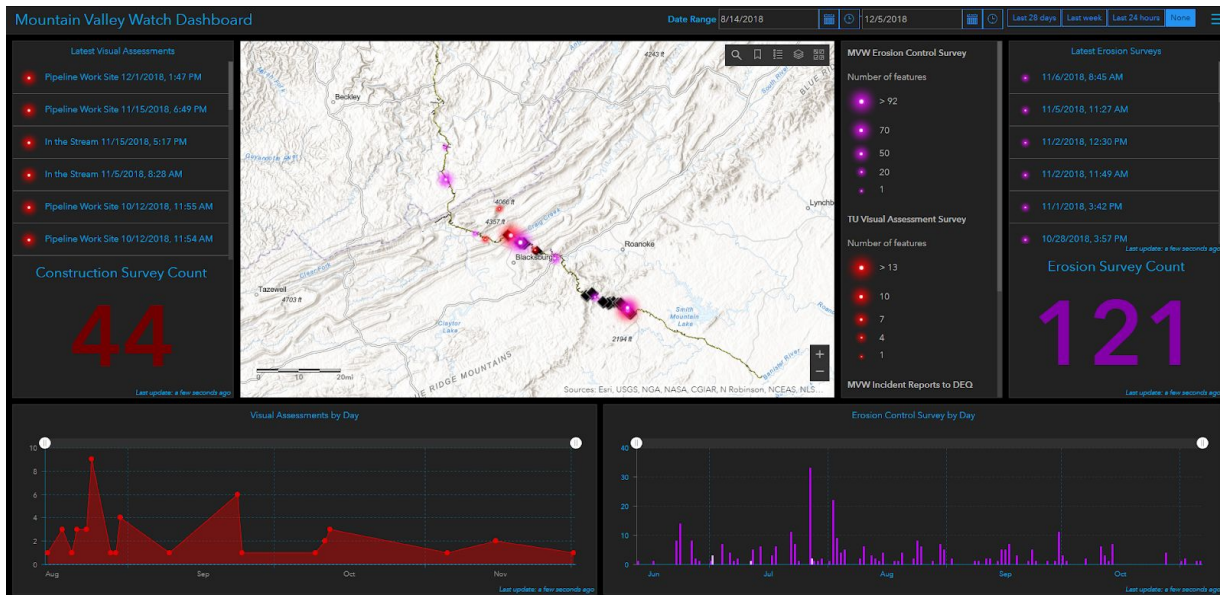 Mountain Valley Watch Dashboard
Date Range 8/14/2018 12/5/2018 Last 28 days Last week Last 24 hours None
Latest Visual Assessments
Pipeline Work Site 12/1/2018, 1:47 PM
Pipeline Work Site 11/15/2018, 6:49 PM
In the Stream 11/15/2018, 5:17 PM
In the Stream 11/5/2018, 8:28 AM
Pipeline Work Site 10/12/2018, 11:55 AM
Pipeline Work Site 10/12/2018, 11:54 AM
Construction Survey Count
44
Last update: a few seconds ago
4243 ft
BLUE R
Beckley
4066 ft
4357 ft
Craig Creek
Lynchb
Roanoke
Blacksburg
Clear Fork
Tazewell
4703 ft
Claytor
Lake
Smith
Mountain
Lake
2194 ft
E RIDGE MOUNTAINS
Banister River
0 10 20mi
+
−
Sources: Esri, USGS, NGA, NASA, CGIAR, N Robinson, NCEAS, NLS...
MVW Erosion Control Survey
Number of features
> 92
70
50
20
1
TU Visual Assessment Survey
Number of features
> 13
10
7
4
1
MVW Incident Reports to DEQ
Latest Erosion Surveys
11/6/2018, 8:45 AM
11/5/2018, 11:27 AM
11/2/2018, 12:30 PM
11/2/2018, 11:49 AM
11/1/2018, 3:42 PM
10/28/2018, 3:57 PM
Last update: a few seconds ago
Erosion Survey Count
121
Last update: a few seconds ago
Visual Assessments by Day
10
8
6
4
2
0
Aug Sep Oct Nov
Last update: a few seconds ago
Erosion Control Survey by Day
40
30
20
10
0
Jun Jul Aug Sep Oct
Last update: a few seconds ago